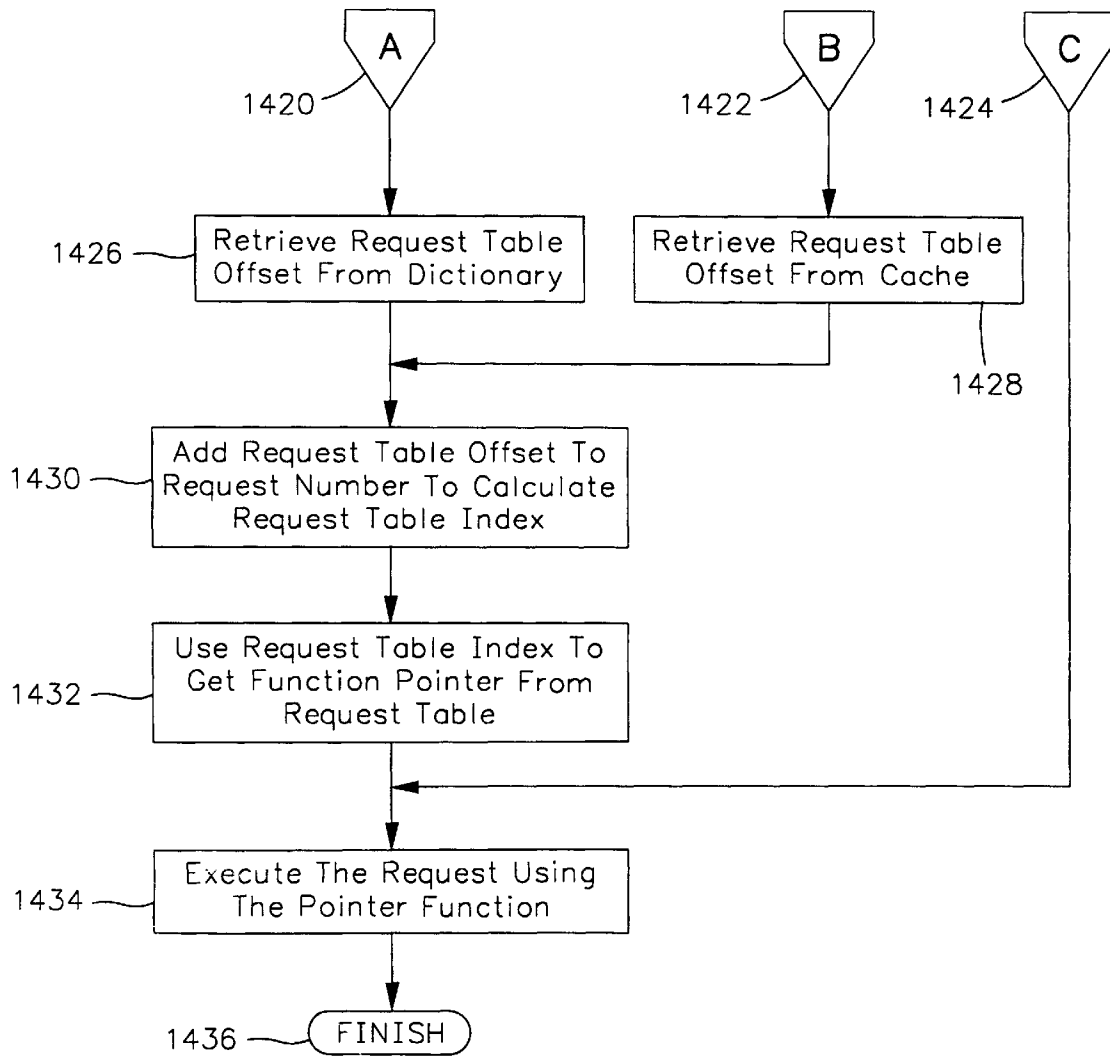 A
B
C
1420
1422
1424
1426
Retrieve Request Table
Offset From Dictionary
Retrieve Request Table
Offset From Cache
1428
1430
Add Request Table Offset To
Request Number To Calculate
Request Table Index
1432
Use Request Table Index To
Get Function Pointer From
Request Table
1434
Execute The Request Using
The Pointer Function
1436
FINISH